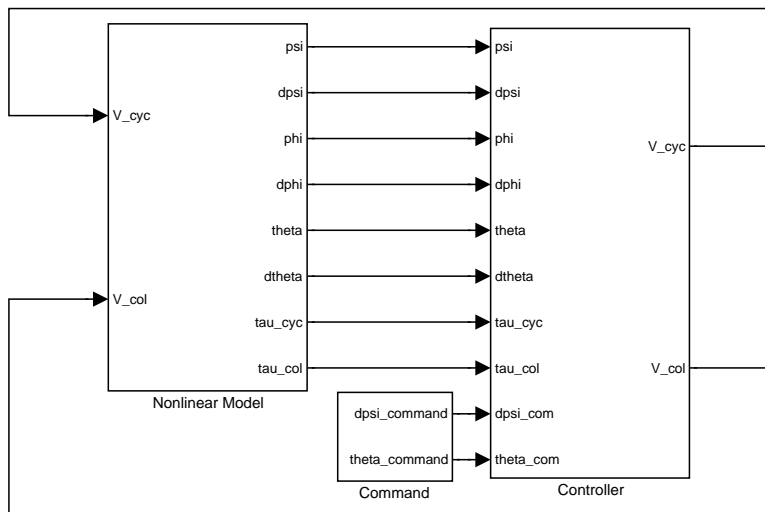 psi psi
dpsi dpsi
V_cyc
phi phi
V_cyc
dphi dphi
theta theta
dtheta dtheta
V_col
tau_cyc tau_cyc
tau_col tau_col V_col
Nonlinear Model
dpsi_command dpsi_com
theta_command theta_com
Command Controller